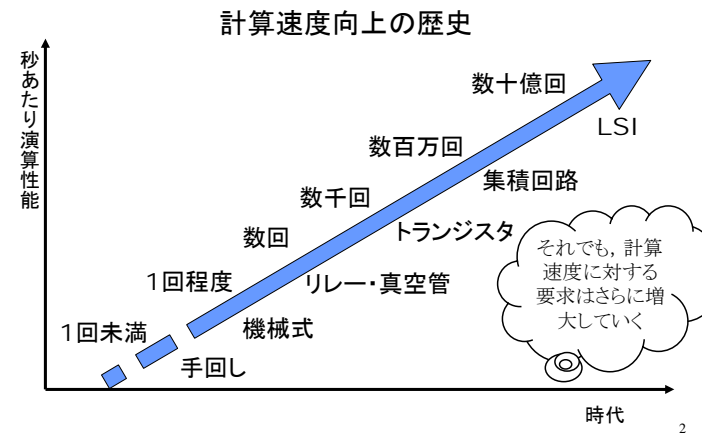 計算速度向上の歴史
秒あたり演算性能
数十億回
LSI
数百万回
集積回路
数千回
トランジスタ
数回
リレー・真空管
1回程度
機械式
1回未満
手回し
それでも，計算
速度に対する
要求はさらに増
大していく
時代
2